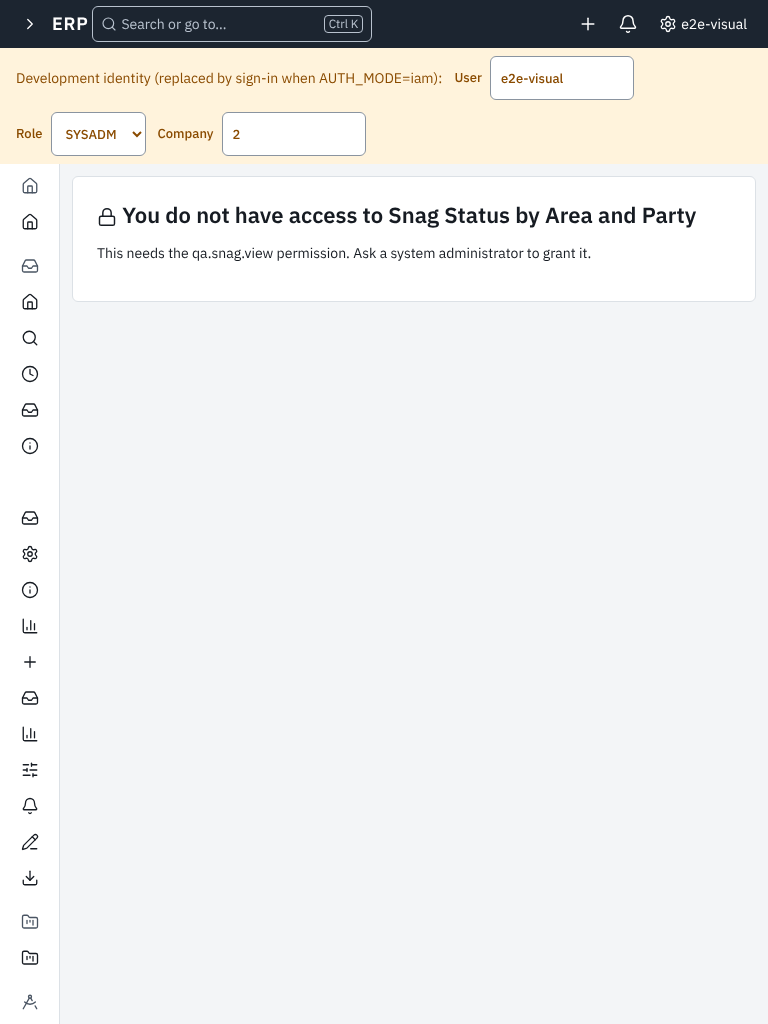 ERP Search or go to... Ctrl K e2e-visual
Development identity (replaced by sign-in when AUTH_MODE=iam): User e2e-visual
Role SYSADM Company 2
You do not have access to Snag Status by Area and Party
This needs the qa.snag.view permission. Ask a system administrator to grant it.